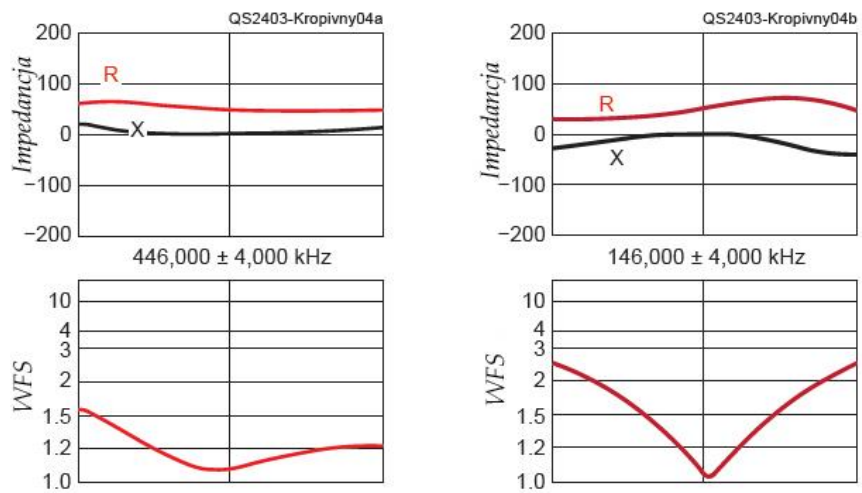 QS2403-Kropivny04a
Impedancja
200
100
0
−100
−200
R
X
446,000 ± 4,000 kHz
WFS
10
4
3
2
1.5
1.2
1.0
QS2403-Kropivny04b
Impedancja
200
100
0
−100
−200
R
X
146,000 ± 4,000 kHz
WFS
10
4
3
2
1.5
1.2
1.0